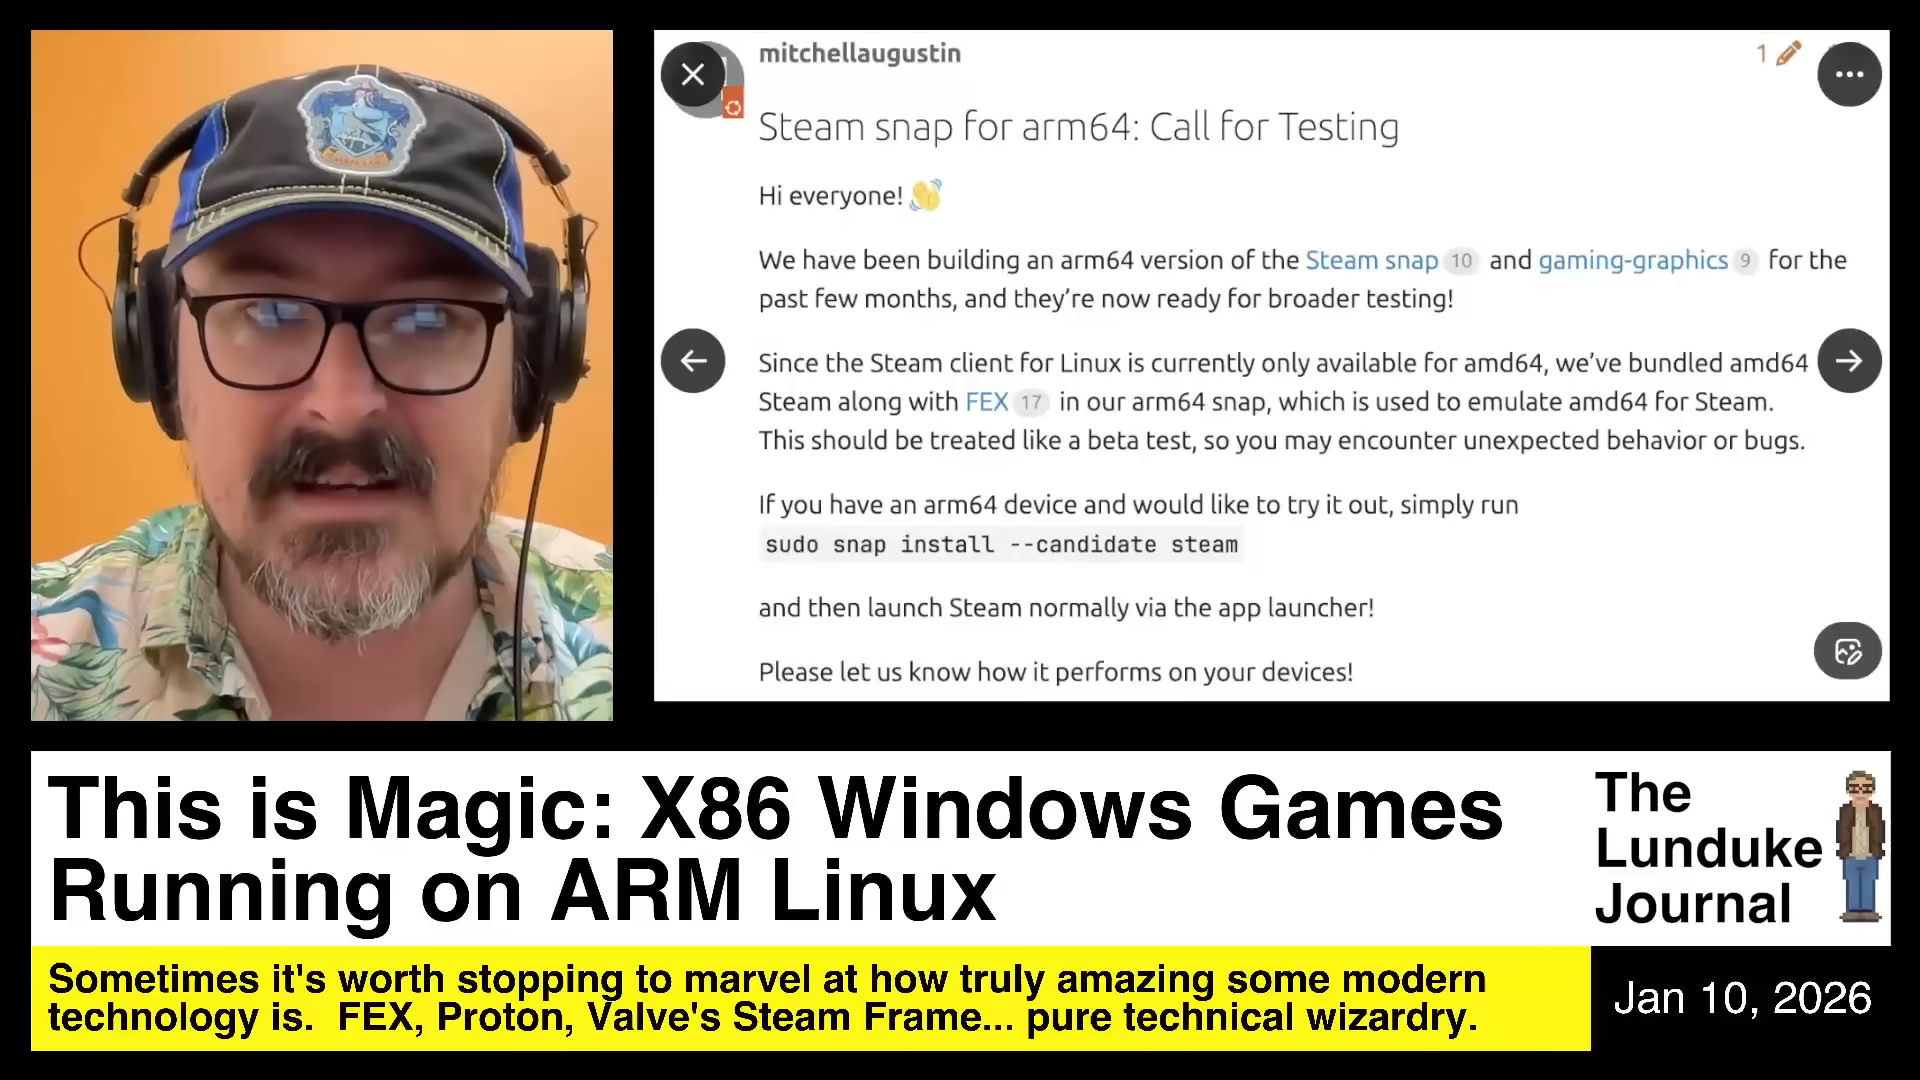 mitchellaugustin
1
Steam snap for arm64: Call for Testing
Hi everyone! 👋
We have been building an arm64 version of the Steam snap 10 and gaming-graphics 9 for the
past few months, and they’re now ready for broader testing!
Since the Steam client for Linux is currently only available for amd64, we’ve bundled amd64
Steam along with FEX 17 in our arm64 snap, which is used to emulate amd64 for Steam.
This should be treated like a beta test, so you may encounter unexpected behavior or bugs.
If you have an arm64 device and would like to try it out, simply run
sudo snap install --candidate steam
and then launch Steam normally via the app launcher!
Please let us know how it performs on your devices!
This is Magic: X86 Windows Games
Running on ARM Linux
The
Lunduke
Journal
Sometimes it's worth stopping to marvel at how truly amazing some modern
technology is. FEX, Proton, Valve's Steam Frame... pure technical wizardry.
Jan 10, 2026